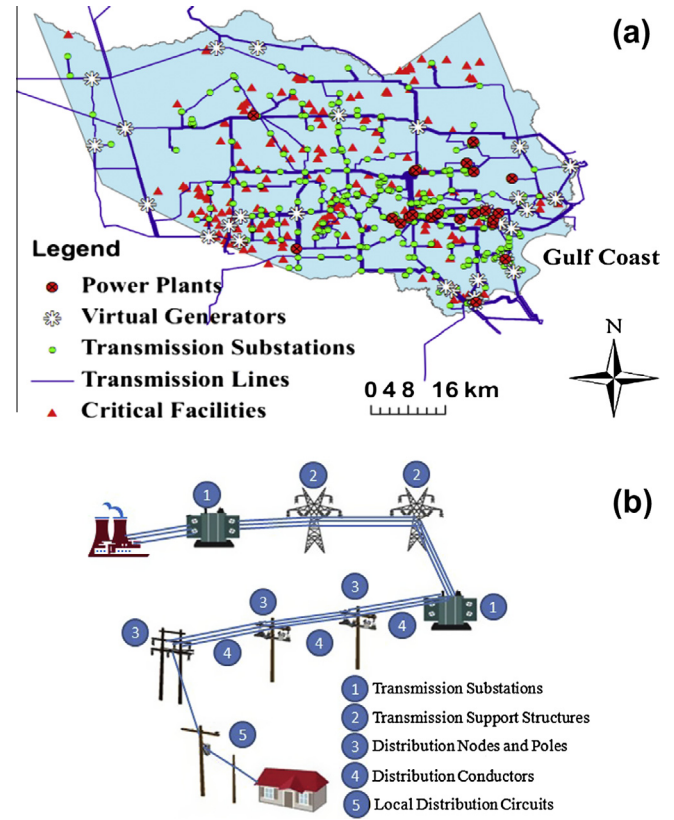 (a)
Gulf Coast
Legend
Power Plants
Virtual Generators
Transmission Substations
Transmission Lines
Critical Facilities
0 4 8 16 km
N
(b)
1
2
2
1
3
3
3
4
4
4
5
1 Transmission Substations
2 Transmission Support Structures
3 Distribution Nodes and Poles
4 Distribution Conductors
5 Local Distribution Circuits